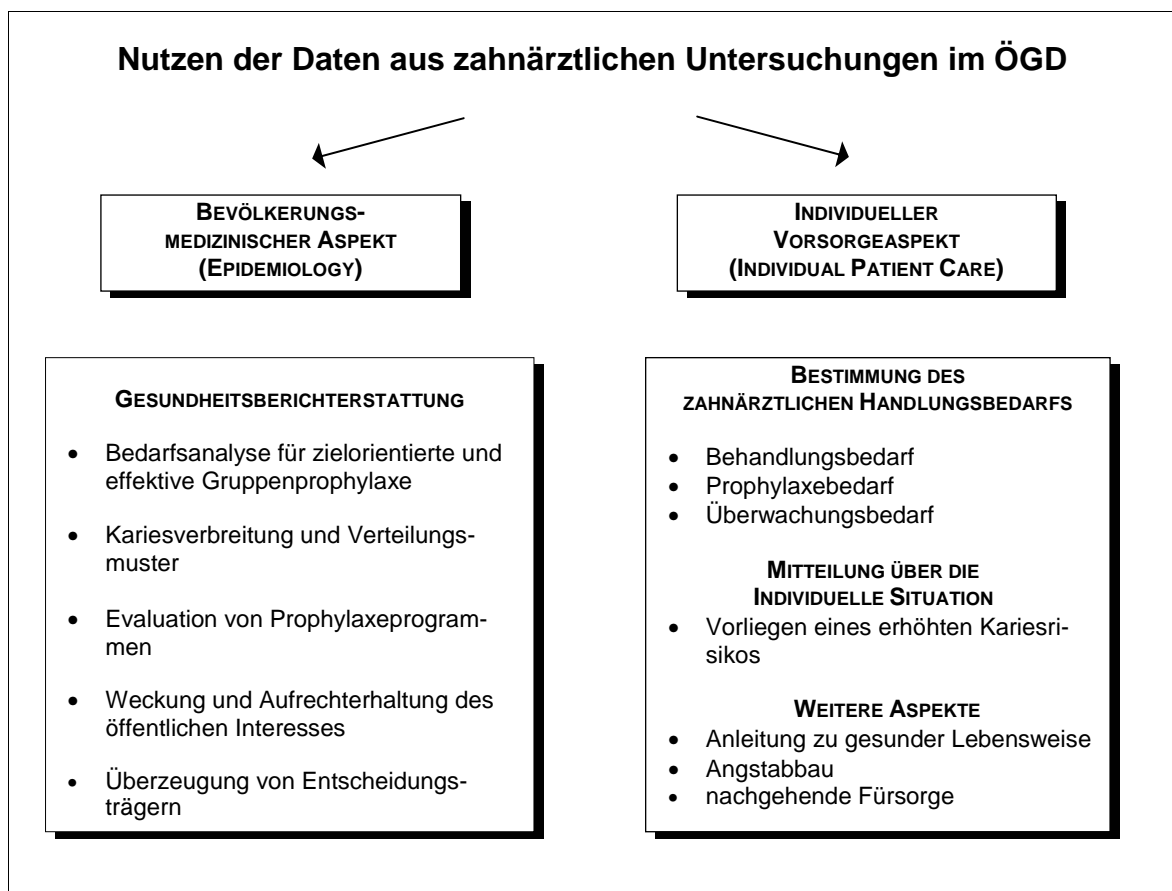 Nutzen der Daten aus zahnärztlichen Untersuchungen im ÖGD
BEVÖLKERUNGS-
MEDIZINISCHER ASPEKT
(EPIDEMIOLOGY)
INDIVIDUELLER
VORSORGEASPEKT
(INDIVIDUAL PATIENT CARE)
GESUNDHEITSBERICHTERSTATTUNG
• Bedarfsanalyse für zielorientierte und
effektive Gruppenprophylaxe
• Kariesverbreitung und Verteilungs-
muster
• Evaluation von Prophylaxeprogram-
men
• Weckung und Aufrechterhaltung des
öffentlichen Interesses
• Überzeugung von Entscheidungs-
trägern
BESTIMMUNG DES
ZAHNÄRZTLICHEN HANDLUNGSBEDARFS
• Behandlungsbedarf
• Prophylaxebedarf
• Überwachungsbedarf
MITTEILUNG ÜBER DIE
INDIVIDUELLE SITUATION
• Vorliegen eines erhöhten Kariesri-
sikos
WEITERE ASPEKTE
• Anleitung zu gesunder Lebensweise
• Angstabbau
• nachgehende Fürsorge